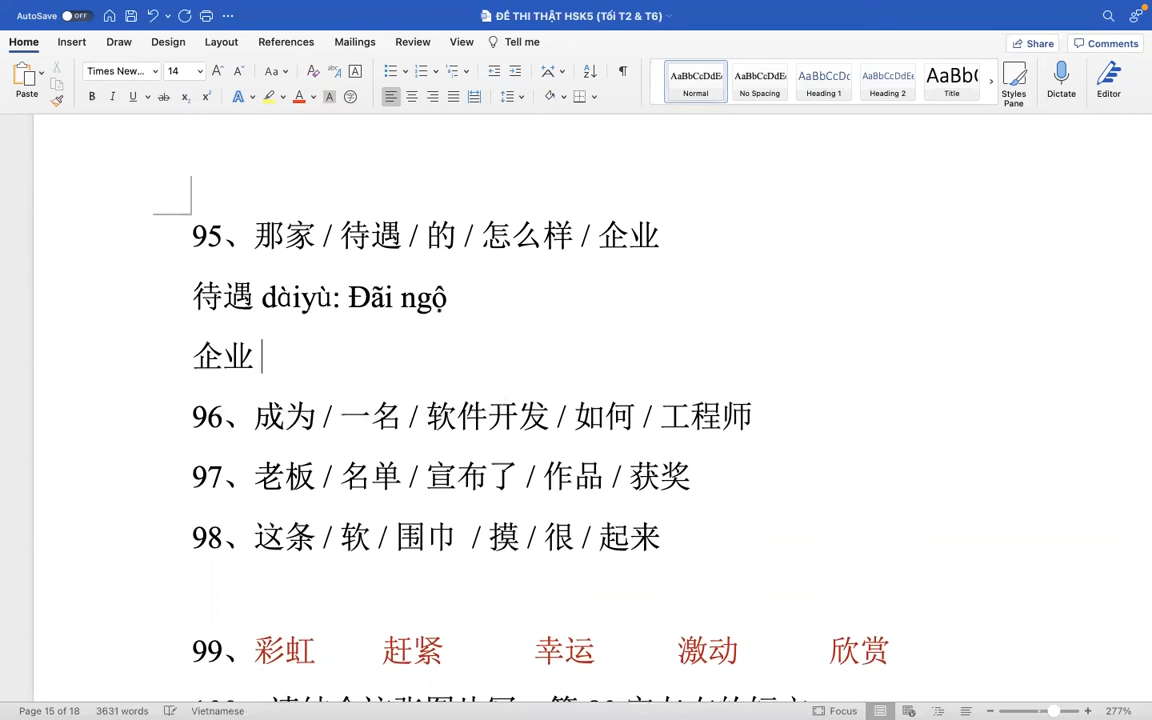 AutoSave OFF ĐỀ THI THẬT HSK5 (Tối T2 & T6)
Home Insert Draw Design Layout References Mailings Review View Tell me Share Comments
Paste Times New... 14 Aa AaBbCcDdEe AaBbCcDdEe AaBbCcDc AaBbCcDdEe AaBbC
Normal No Spacing Heading 1 Heading 2 Title Styles Pane Dictate Editor
95、那家 / 待遇 / 的 / 怎么样 / 企业
待遇 dàiyù: Đãi ngộ
企业
96、成为 / 一名 / 软件开发 / 如何 / 工程师
97、老板 / 名单 / 宣布了 / 作品 / 获奖
98、这条 / 软 / 围巾 / 摸 / 很 / 起来
99、彩虹 赶紧 幸运 激动 欣赏
Page 15 of 18 3631 words Vietnamese Focus 277%